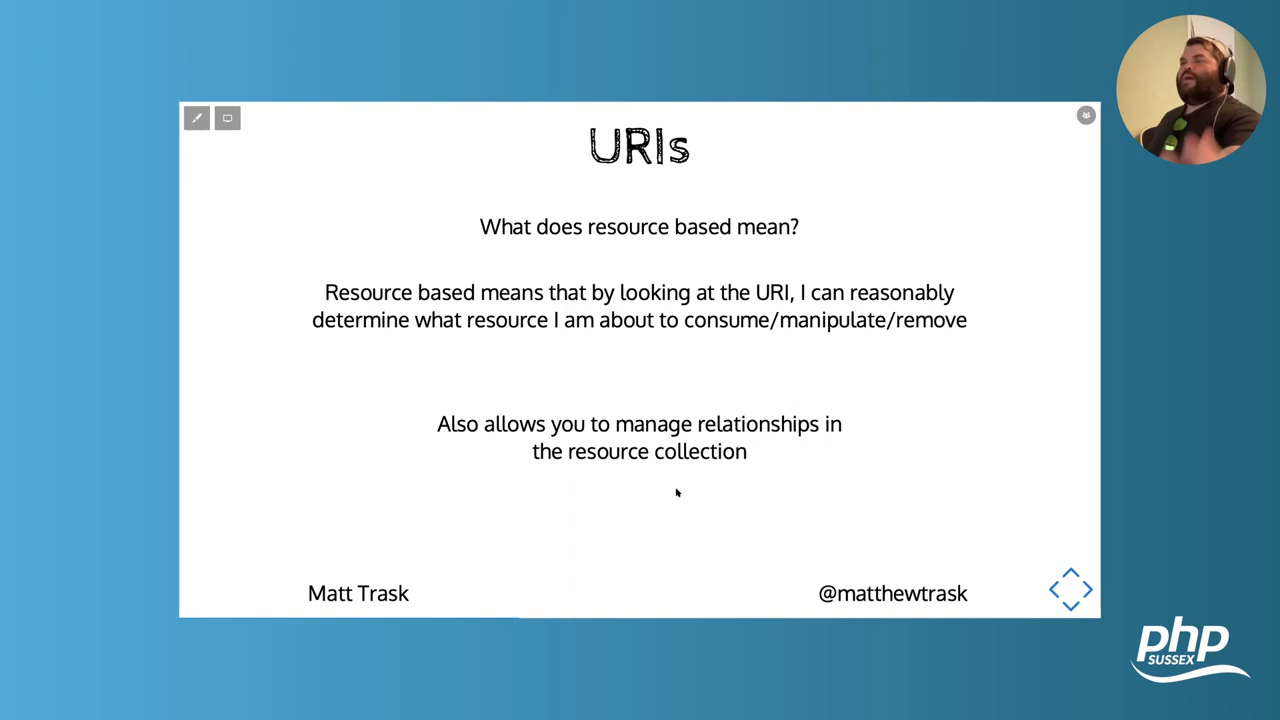 URIs
What does resource based mean?
Resource based means that by looking at the URI, I can reasonably
determine what resource I am about to consume/manipulate/remove
Also allows you to manage relationships in
the resource collection
Matt Trask
@matthewtrask
php
SUSSEX